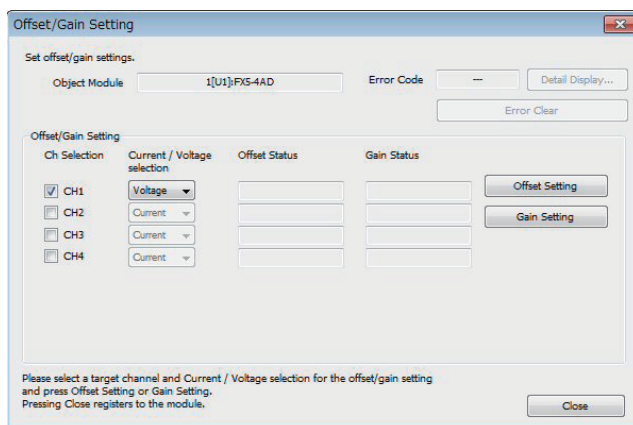 Offset/Gain Setting
Set offset/gain settings.
Object Module 1[U1]:FX5-4AD Error Code --- Detail Display...
Error Clear
Offset/Gain Setting
Ch Selection Current / Voltage selection Offset Status Gain Status
CH1 Voltage Offset Setting
CH2 Current Gain Setting
CH3 Current
CH4 Current
Please select a target channel and Current / Voltage selection for the offset/gain setting
and press Offset Setting or Gain Setting.
Pressing Close registers to the module.
Close